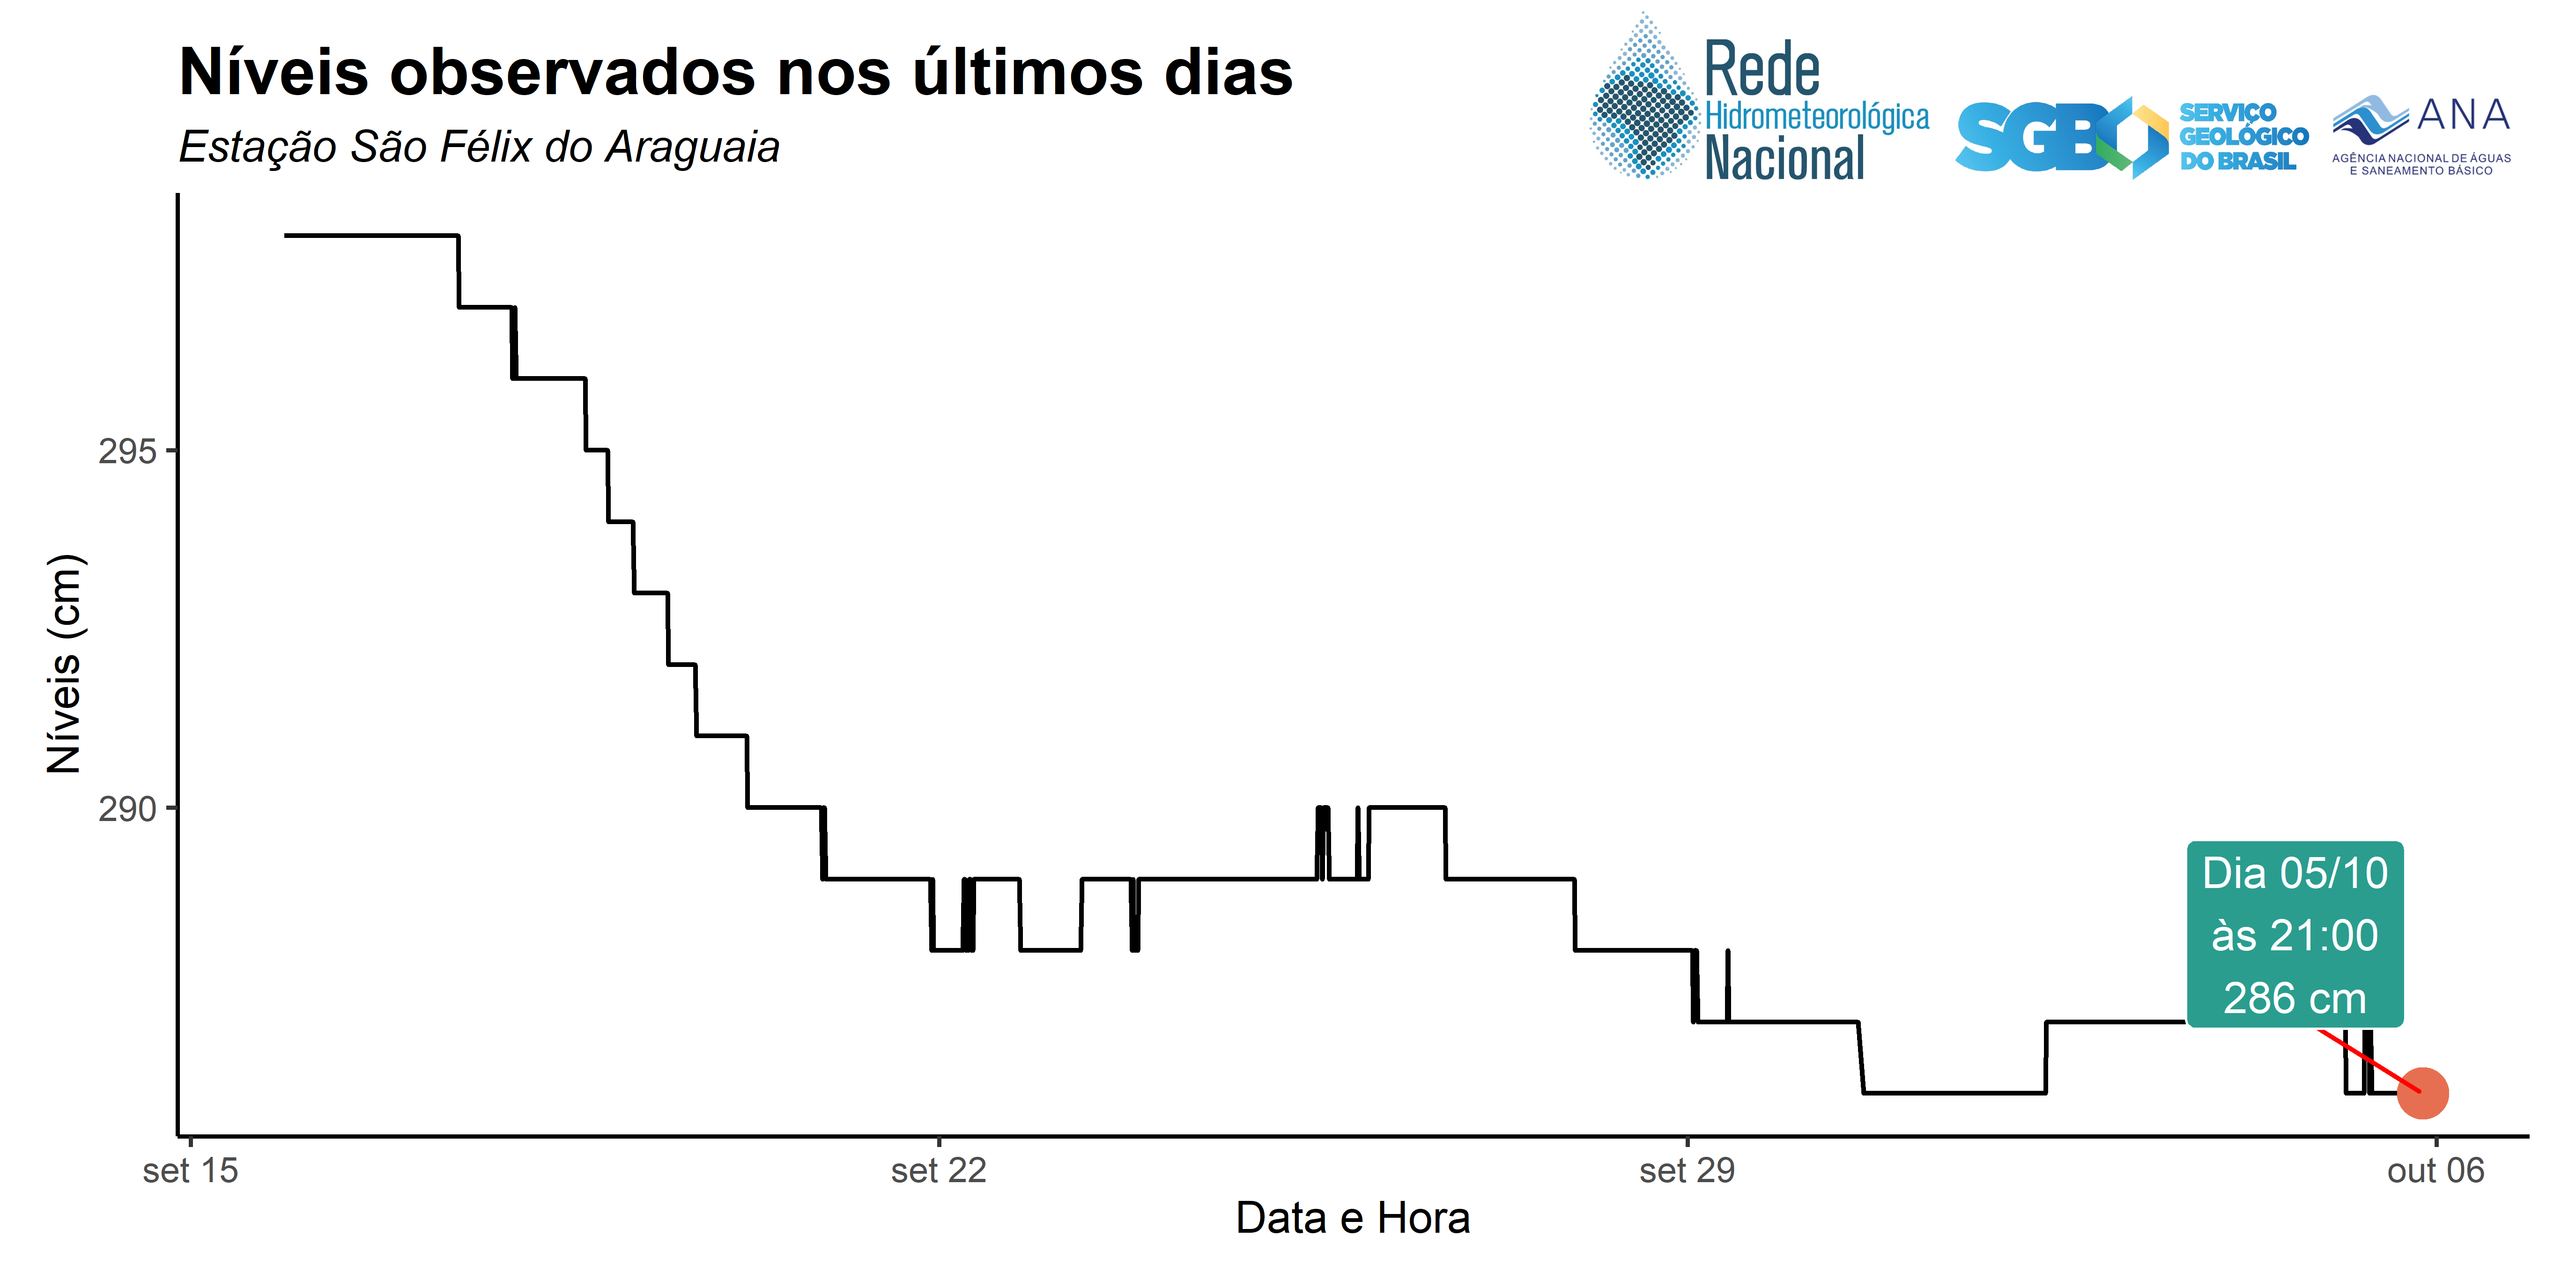 Níveis observados nos últimos dias
Estação São Félix do Araguaia
Rede
Hidrometeorológica
Nacional
SGB
SERVIÇO
GEOLÓGICO
DO BRASIL
ANA
AGÊNCIA NACIONAL DE ÁGUAS
E SANEAMENTO BÁSICO
Níveis (cm)
295
290
Dia 05/10
às 21:00
286 cm
set 15
set 22
set 29
out 06
Data e Hora